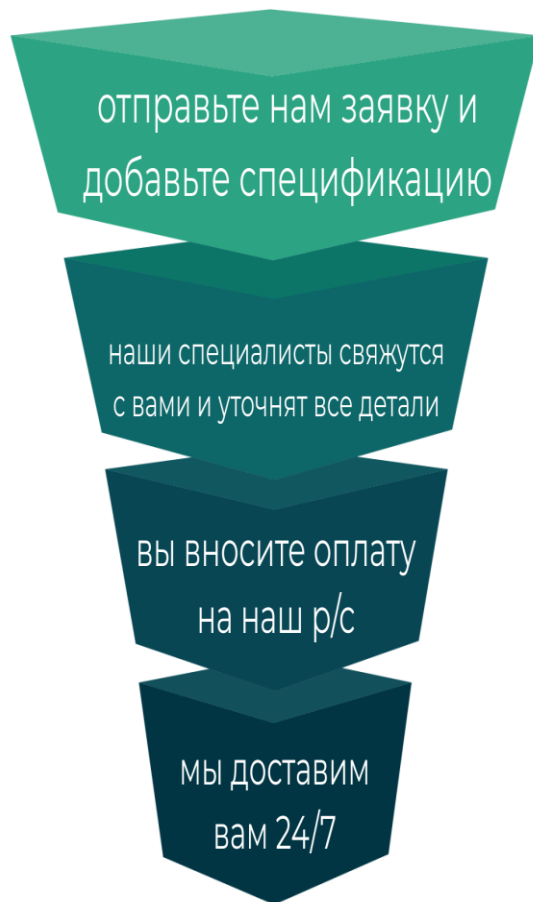 отправьте нам заявку и
добавьте спецификацию
наши специалисты свяжутся
с вами и уточнят все детали
вы вносите оплату
на наш р/с
мы доставим
вам 24/7